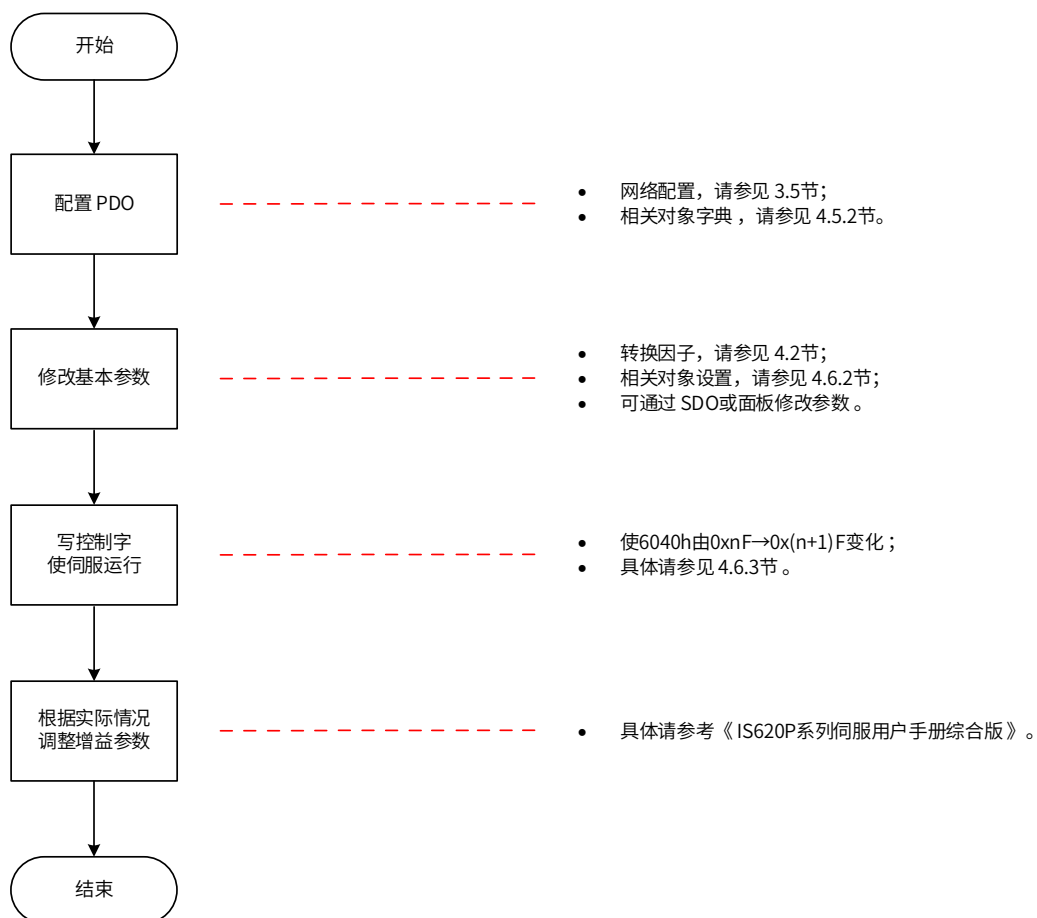 开始
配置 PDO
• 网络配置，请参见 3.5节；
• 相关对象字典 ，请参见 4.5.2节。
修改基本参数
• 转换因子，请参见 4.2节；
• 相关对象设置，请参见 4.6.2节；
• 可通过 SDO或面板修改参数 。
写控制字
使伺服运行
• 使6040h由0xnF→0x(n+1)F变化 ；
• 具体请参见 4.6.3节 。
根据实际情况
调整增益参数
• 具体请参考《 IS620P系列伺服用户手册综合版 》。
结束